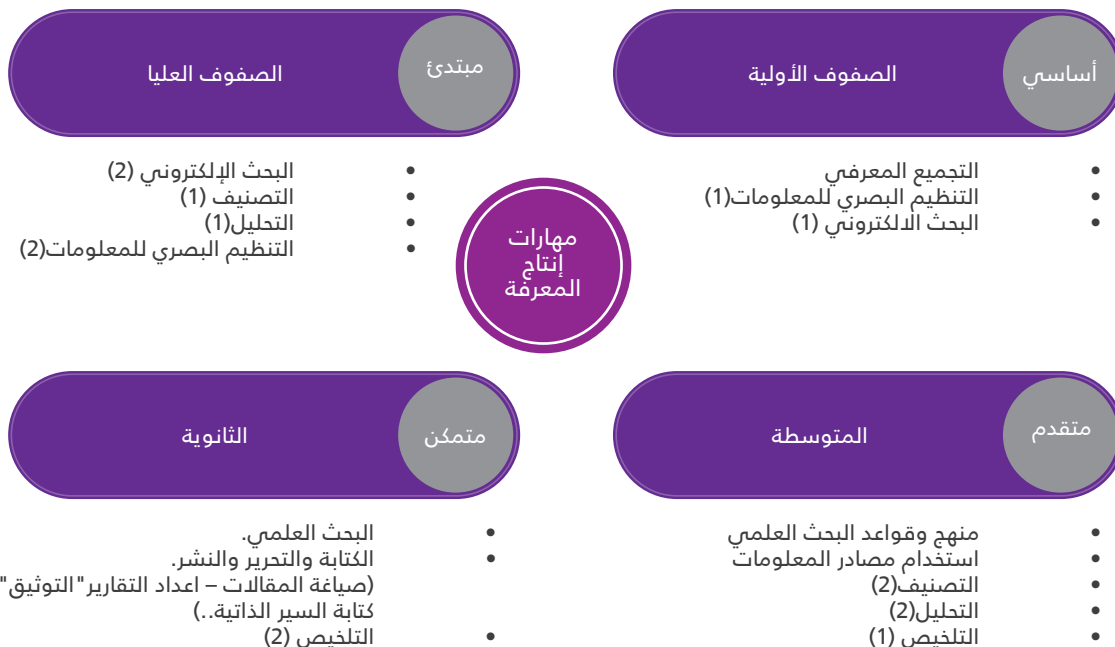 أساسي
الصفوف الأولية
• التجميع المعرفي
• التنظيم البصري للمعلومات(1)
• البحث الالكتروني (1)
مبتدئ
الصفوف العليا
• البحث الإلكتروني (2)
• التصنيف (1)
• التحليل(1)
• التنظيم البصري للمعلومات(2)
مهارات
إنتاج
المعرفة
متقدم
المتوسطة
• منهج وقواعد البحث العلمي
• استخدام مصادر المعلومات
• التصنيف(2)
• التحليل(2)
• التلخيص (1)
متمكن
الثانوية
• البحث العلمي.
• الكتابة والتحرير والنشر.
(صياغة المقالات – اعداد التقارير"التوثيق"
كتابة السير الذاتية..)
• التلخيص (2)